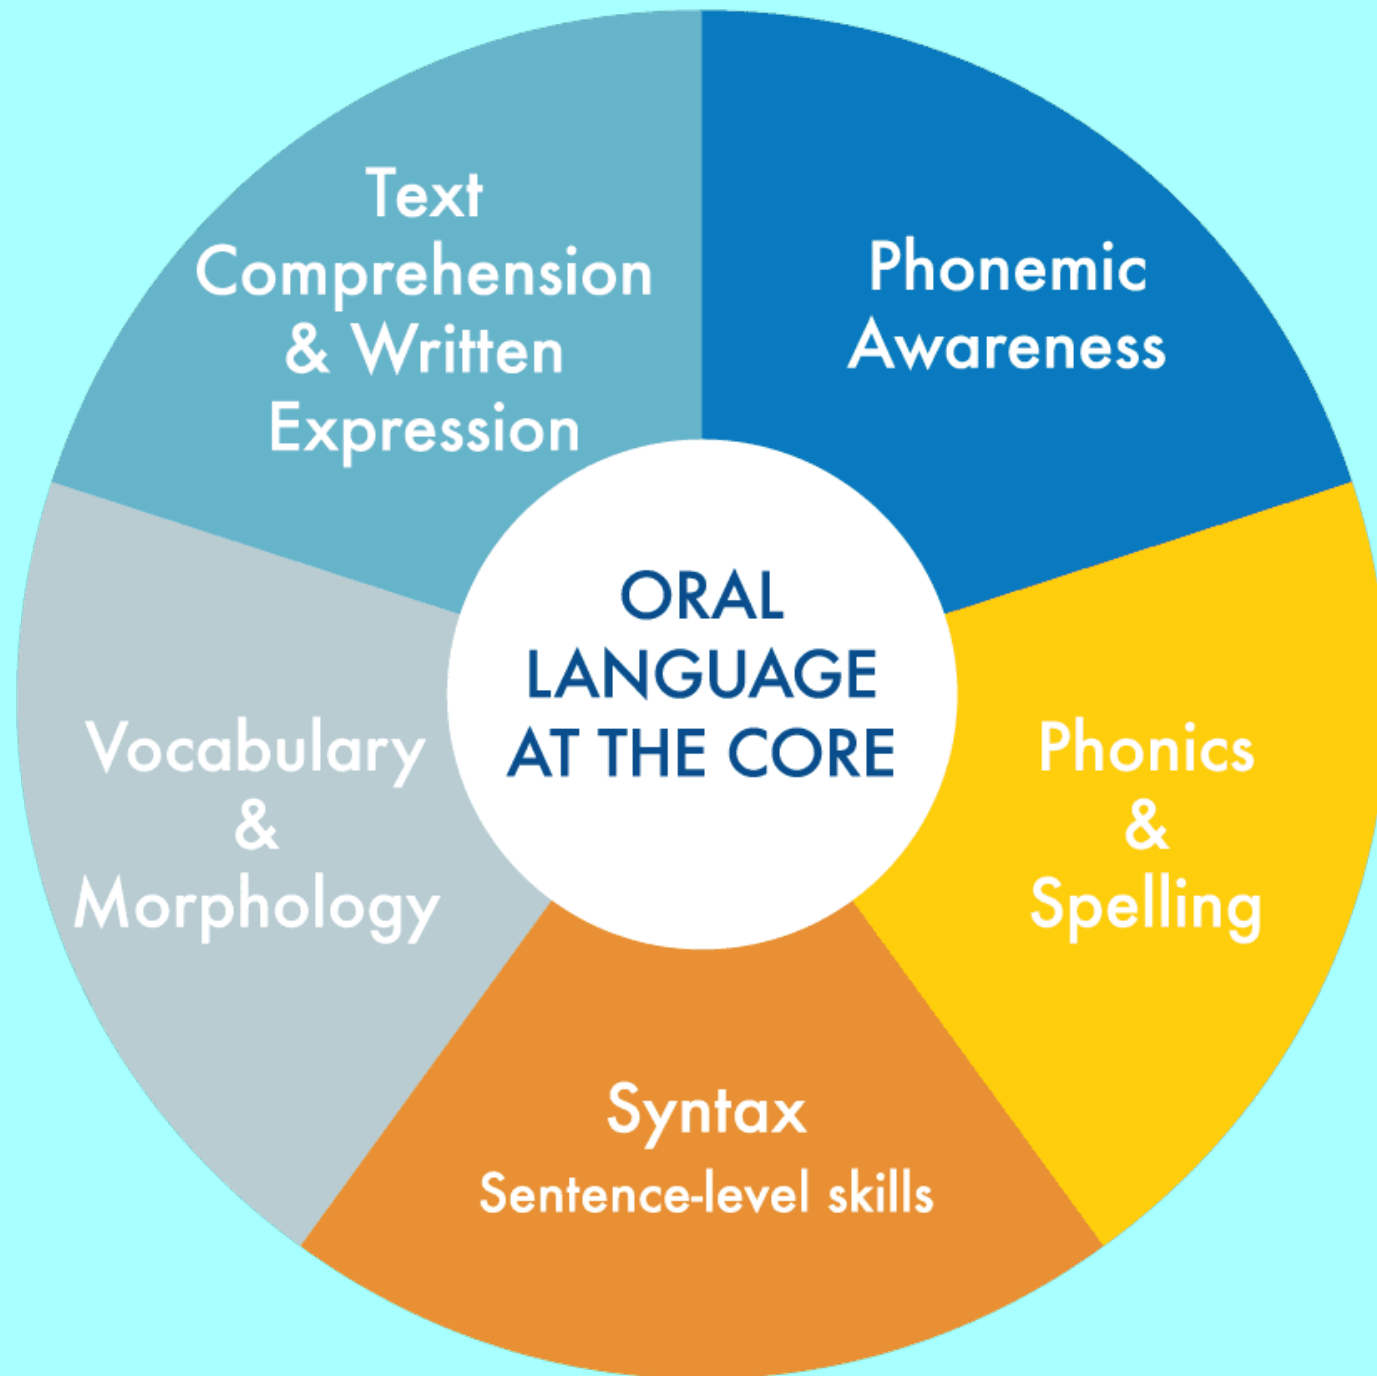 Text
Comprehension
& Written
Expression
Phonemic
Awareness
ORAL
LANGUAGE
AT THE CORE
Vocabulary
&
Morphology
Phonics
&
Spelling
Syntax
Sentence-level skills